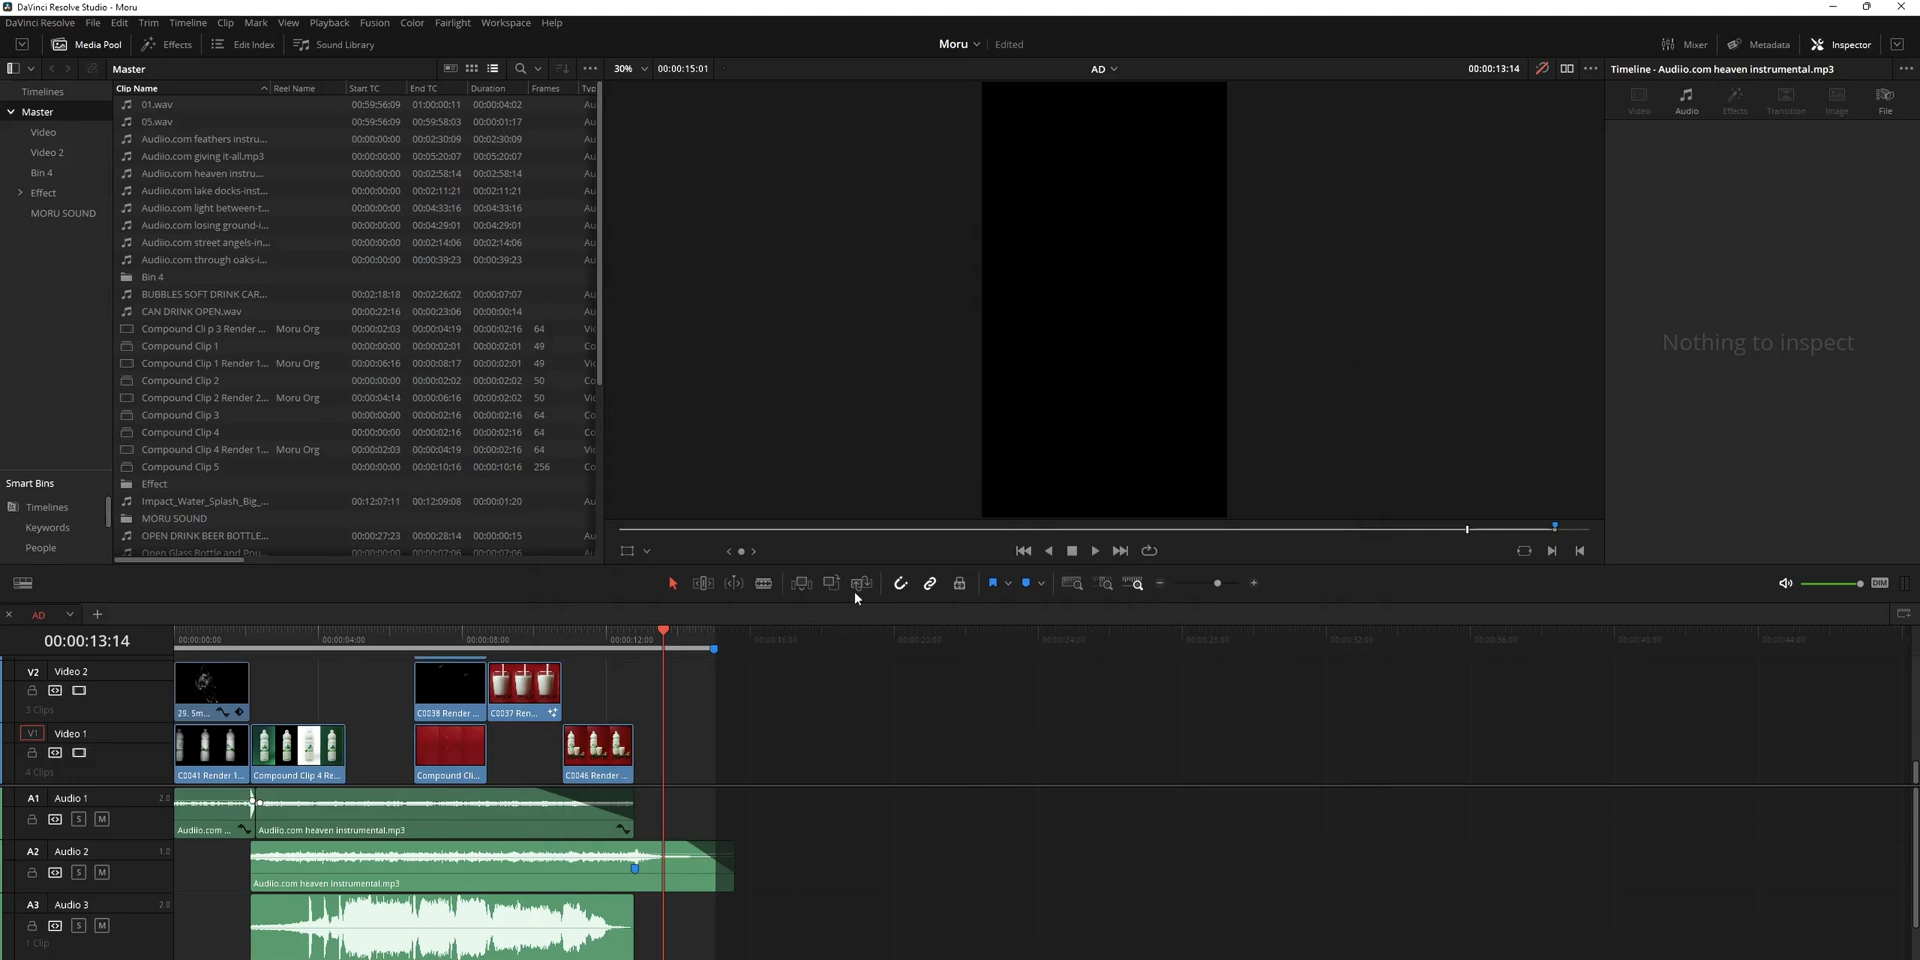 DaVinci Resolve Studio - Moru
DaVinci Resolve File Edit Trim Timeline Clip Mark View Playback Fusion Color Fairlight Workspace Help
Media Pool Effects Edit Index Sound Library Moru Edited Mixer Metadata Inspector
Master 30% 00:00:15:01 AD 00:00:13:14 Timeline - Audiio.com heaven instrumental.mp3
Timelines
Master
Video
Video 2
Bin 4
Effect
MORU SOUND
Smart Bins
Timelines
Keywords
People
Clip Name Reel Name Start TC End TC Duration Frames Typ
01.wav 00:59:56:09 01:00:00:11 00:00:04:02 Au
05.wav 00:59:56:09 00:59:58:03 00:00:01:17 Au
Audiio.com feathers instru... 00:00:00:00 00:02:30:09 00:02:30:09 Au
Audiio.com giving it-all.mp3 00:00:00:00 00:05:20:07 00:05:20:07 Au
Audiio.com heaven instru... 00:00:00:00 00:02:58:14 00:02:58:14 Au
Audiio.com lake docks-inst... 00:00:00:00 00:02:11:21 00:02:11:21 Au
Audiio.com light between-t... 00:00:00:00 00:04:33:16 00:04:33:16 Au
Audiio.com losing ground-i... 00:00:00:00 00:04:29:01 00:04:29:01 Au
Audiio.com street angels-in... 00:00:00:00 00:02:14:06 00:02:14:06 Au
Audiio.com through oaks-i... 00:00:00:00 00:00:39:23 00:00:39:23 Au
Bin 4
BUBBLES SOFT DRINK CAR... 00:02:18:18 00:02:26:02 00:00:07:07 Au
CAN DRINK OPEN.wav 00:00:22:16 00:00:23:06 00:00:00:14 Au
Compound Cli p 3 Render ... Moru Org 00:00:02:03 00:00:04:19 00:00:02:16 64 Vic
Compound Clip 1 00:00:00:00 00:00:02:01 00:00:02:01 49 Co
Compound Clip 1 Render 1... Moru Org 00:00:06:16 00:00:08:17 00:00:02:01 49 Vic
Compound Clip 2 00:00:00:00 00:00:02:02 00:00:02:02 50 Co
Compound Clip 2 Render 2... Moru Org 00:00:04:14 00:00:06:16 00:00:02:02 50 Vic
Compound Clip 3 00:00:00:00 00:00:02:16 00:00:02:16 64 Co
Compound Clip 4 00:00:00:00 00:00:02:16 00:00:02:16 64 Co
Compound Clip 4 Render 1... Moru Org 00:00:02:03 00:00:04:19 00:00:02:16 64 Vic
Compound Clip 5 00:00:00:00 00:00:10:16 00:00:10:16 256 Co
Effect
Impact_Water_Splash_Big_... 00:12:07:11 00:12:09:08 00:00:01:20 Au
MORU SOUND
OPEN DRINK BEER BOTTLE... 00:00:27:23 00:00:28:14 00:00:00:15 Au
Open Glass Bottle and Pou... 00:00:00:00 00:00:07:06 00:00:07:06 Au
Video Audio Effects Transition Image File
Nothing to inspect
DIM
AD
00:00:13:14 00:00:00:00 00:00:04:00 00:00:08:00 00:00:12:00 00:00:16:00 00:00:20:00 00:00:24:00 00:00:28:00 00:00:32:00 00:00:36:00 00:00:40:00 00:00:44:00
V2 Video 2
3 Clips
29. Sm... C0038 Render ... C0037 Ren...
V1 Video 1
4 Clips
C0041 Render 1... Compound Clip 4 Re... Compound Cli... C0046 Render ...
A1 Audio 1 2.0
S M
Audiio.com ... Audiio.com heaven instrumental.mp3
A2 Audio 2 1.0
S M
Audiio.com heaven instrumental.mp3
A3 Audio 3 2.0
S M
1 Clip